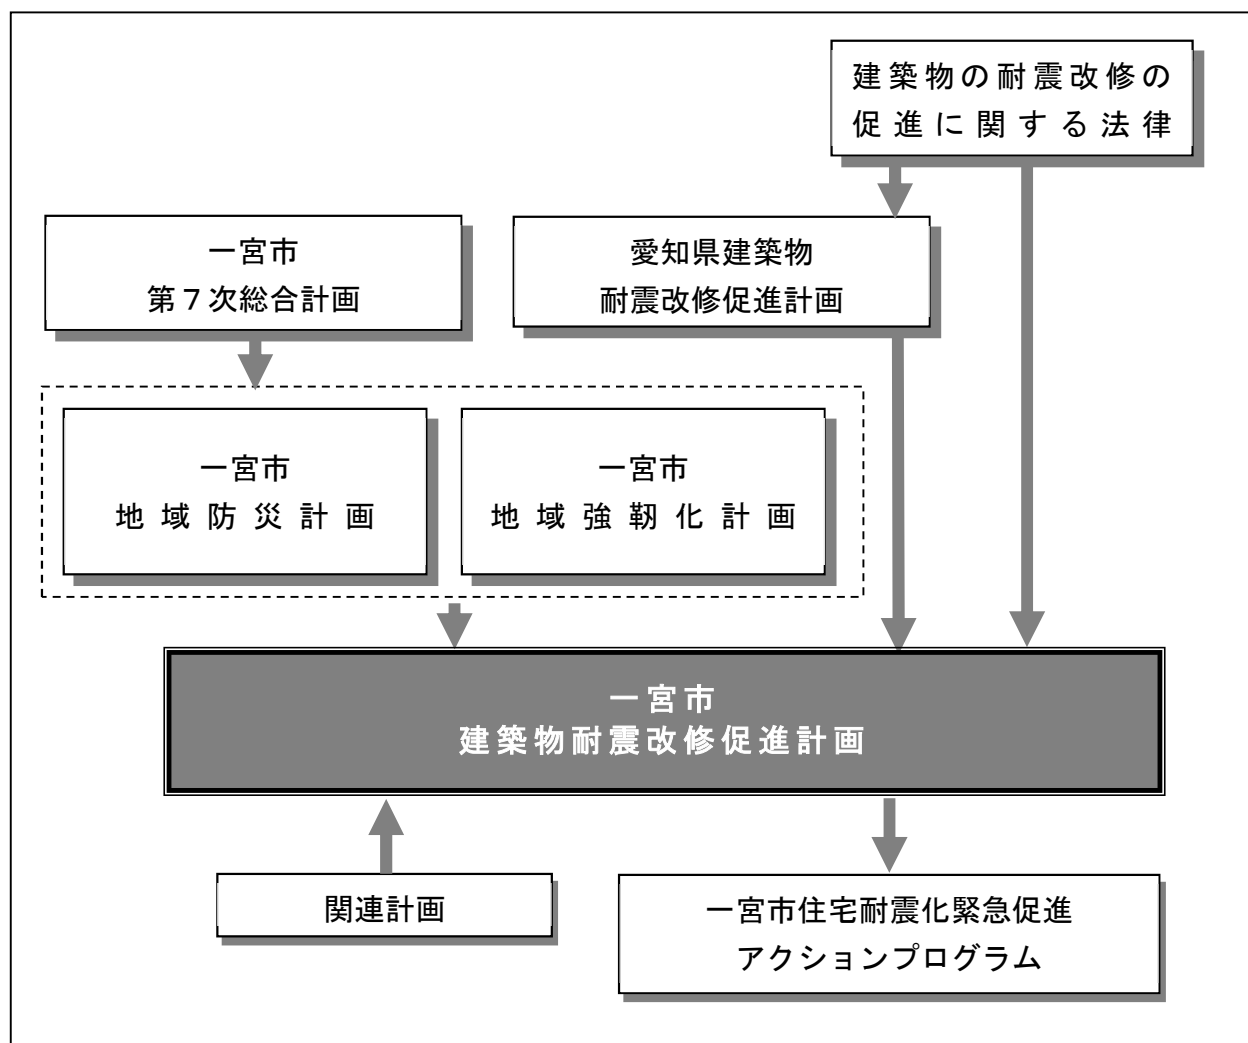 建築物の耐震改修の
促進に関する法律
一宮市
第７次総合計画
愛知県建築物
耐震改修促進計画
一宮市
地域防災計画
一宮市
地域強靭化計画
一宮市
建築物耐震改修促進計画
関連計画
一宮市住宅耐震化緊急促進
アクションプログラム